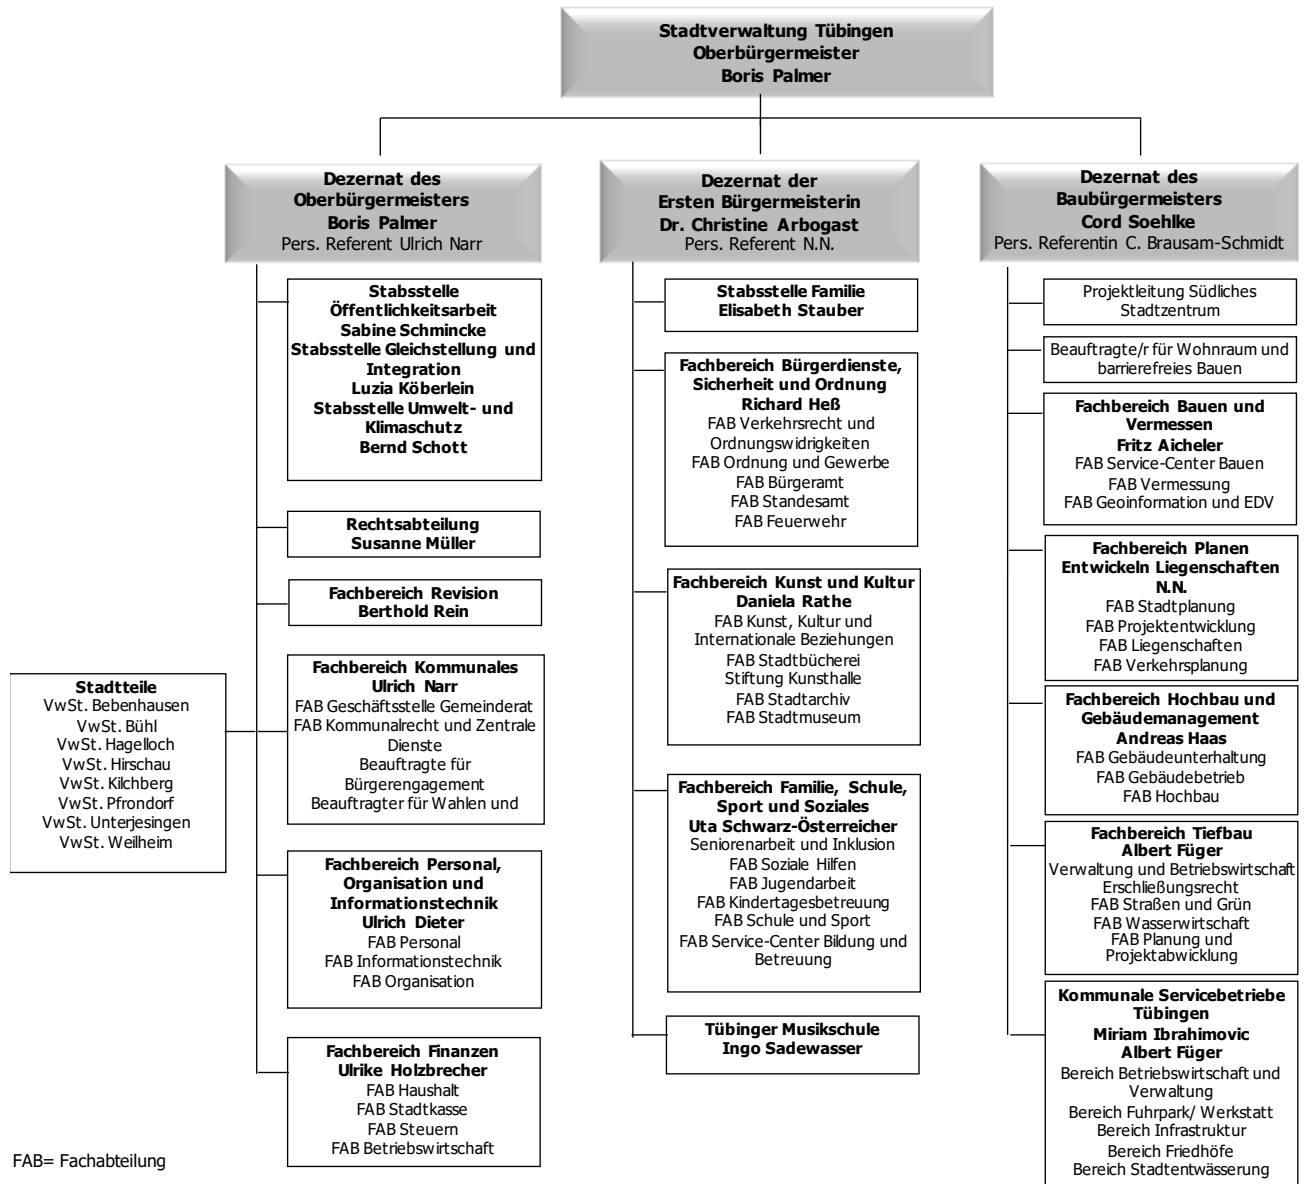 Stadtverwaltung Tübingen
Oberbürgermeister
Boris Palmer
Dezernat des
Oberbürgermeisters
Boris Palmer
Pers. Referent Ulrich Narr
Stabsstelle
Öffentlichkeitsarbeit
Sabine Schmincke
Stabsstelle Gleichstellung und
Integration
Luzia Köberlein
Stabsstelle Umwelt- und
Klimaschutz
Bernd Schott
Rechtsabteilung
Susanne Müller
Fachbereich Revision
Berthold Rein
Fachbereich Kommunales
Ulrich Narr
FAB Geschäftsstelle Gemeinderat
FAB Kommunalrecht und Zentrale
Dienste
Beauftragte für
Bürgerengagement
Beauftragter für Wahlen und
Stadtteile
VwSt. Bebenhausen
VwSt. Bühl
VwSt. Hagelloch
VwSt. Hirschau
VwSt. Kilchberg
VwSt. Pfrondorf
VwSt. Unterjesingen
VwSt. Weilheim
Fachbereich Personal,
Organisation und
Informationstechnik
Ulrich Dieter
FAB Personal
FAB Informationstechnik
FAB Organisation
Fachbereich Finanzen
Ulrike Holzbrecher
FAB Haushalt
FAB Stadtkasse
FAB Steuern
FAB Betriebswirtschaft
Dezernat der
Ersten Bürgermeisterin
Dr. Christine Arbogast
Pers. Referent N.N.
Stabsstelle Familie
Elisabeth Stauber
Fachbereich Bürgerdienste,
Sicherheit und Ordnung
Richard Heß
FAB Verkehrsrecht und
Ordnungswidrigkeiten
FAB Ordnung und Gewerbe
FAB Bürgeramt
FAB Standesamt
FAB Feuerwehr
Fachbereich Kunst und Kultur
Daniela Rathe
FAB Kunst, Kultur und
Internationale Beziehungen
FAB Stadtbücherei
Stiftung Kunsthalle
FAB Stadtarchiv
FAB Stadtmuseum
Fachbereich Familie, Schule,
Sport und Soziales
Uta Schwarz-Österreicher
Seniorenarbeit und Inklusion
FAB Soziale Hilfen
FAB Jugendarbeit
FAB Kindertagesbetreuung
FAB Schule und Sport
FAB Service-Center Bildung und
Betreuung
Tübinger Musikschule
Ingo Sadewasser
Dezernat des
Baubürgermeisters
Cord Soehlke
Pers. Referentin C. Brausam-Schmidt
Projektleitung Südliches
Stadtzentrum
Beauftragte/r für Wohnraum und
barrierefreies Bauen
Fachbereich Bauen und
Vermessen
Fritz Aicheler
FAB Service-Center Bauen
FAB Vermessung
FAB Geoinformation und EDV
Fachbereich Planen
Entwickeln Liegenschaften
N.N.
FAB Stadtplanung
FAB Projektentwicklung
FAB Liegenschaften
FAB Verkehrsplanung
Fachbereich Hochbau und
Gebäudemanagement
Andreas Haas
FAB Gebäudeunterhaltung
FAB Gebäudebetrieb
FAB Hochbau
Fachbereich Tiefbau
Albert Füger
Verwaltung und Betriebswirtschaft
Erschließungsrecht
FAB Straßen und Grün
FAB Wasserwirtschaft
FAB Planung und
Projektabwicklung
Kommunale Servicebetriebe
Tübingen
Miriam Ibrahimovic
Albert Füger
Bereich Betriebswirtschaft und
Verwaltung
Bereich Fuhrpark/ Werkstatt
Bereich Infrastruktur
Bereich Friedhöfe
Bereich Stadtentwässerung
FAB= Fachabteilung